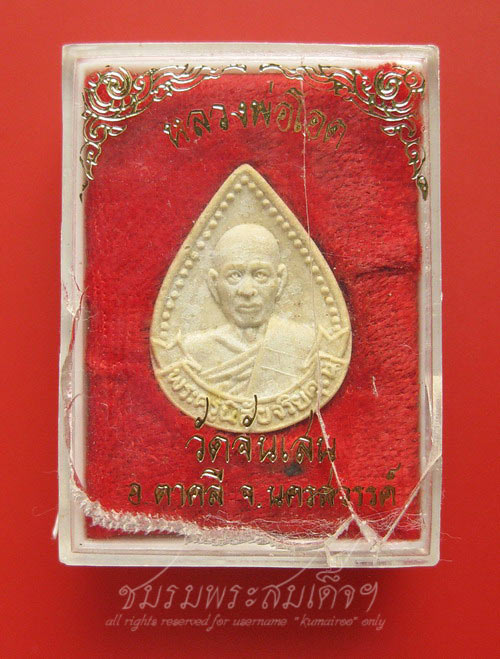 หลวงพ่อโอด
วัดจันเสน
อ.ตาคลี จ.นครสวรรค์
ชมรมพระสมเด็จฯ
all rights reserved for username "kumairee" only